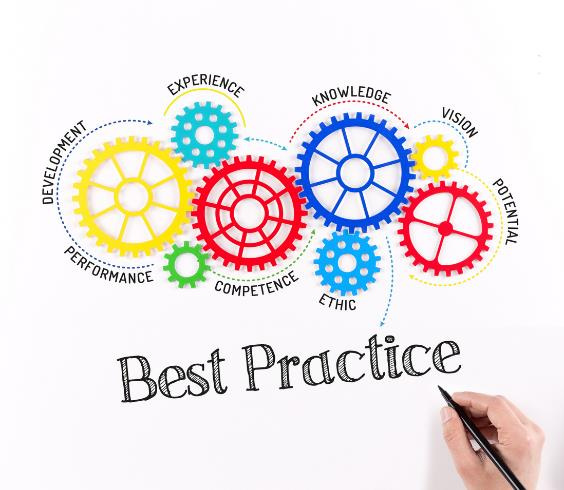 EXPERIENCE
KNOWLEDGE
VISION
DEVELOPMENT
POTENTIAL
PERFORMANCE
COMPETENCE
ETHIC
Best Practice